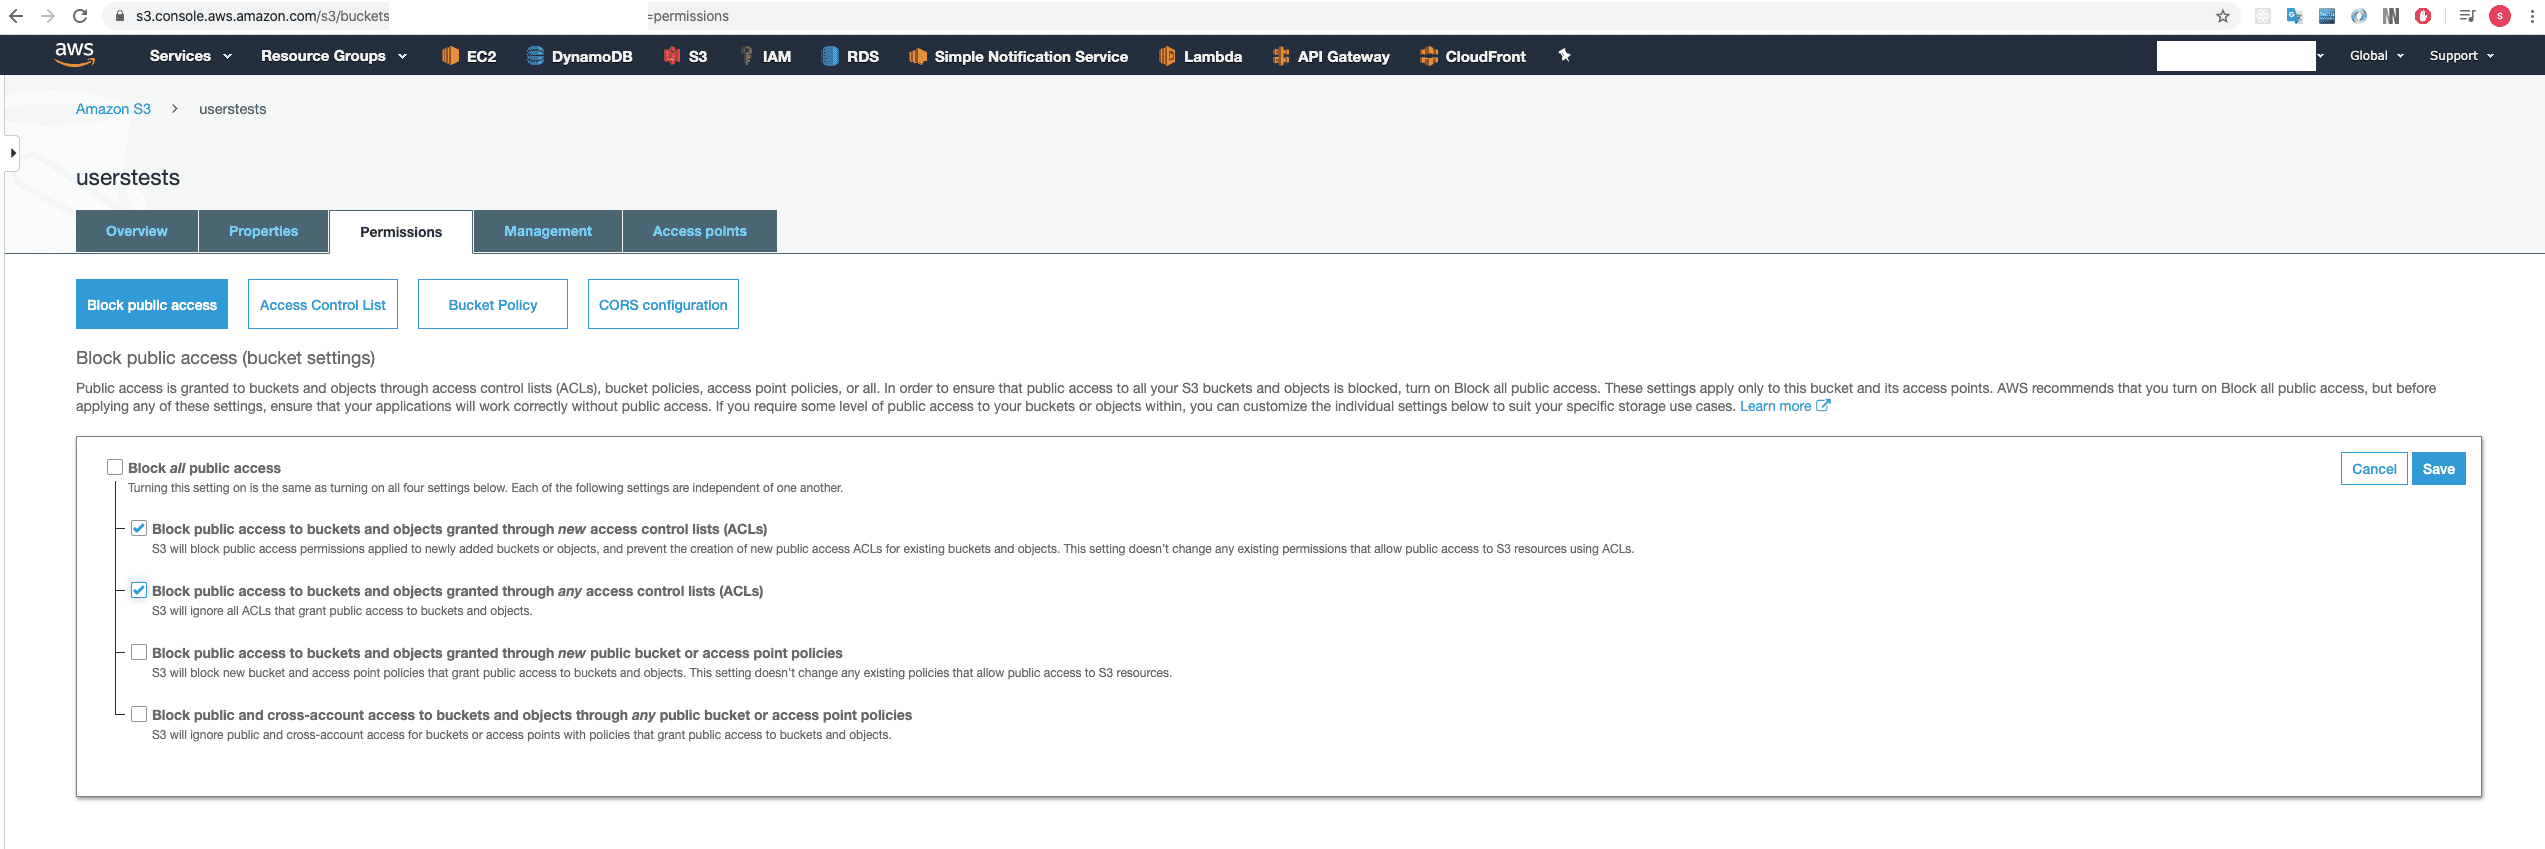 s3.console.aws.amazon.com/s3/buckets =permissions S
aws Services Resource Groups EC2 DynamoDB S3 IAM RDS Simple Notification Service Lambda API Gateway CloudFront Global Support
Amazon S3 > userstests
userstests
Overview Properties Permissions Management Access points
Block public access Access Control List Bucket Policy CORS configuration
Block public access (bucket settings)
Public access is granted to buckets and objects through access control lists (ACLs), bucket policies, access point policies, or all. In order to ensure that public access to all your S3 buckets and objects is blocked, turn on Block all public access. These settings apply only to this bucket and its access points. AWS recommends that you turn on Block all public access, but before
applying any of these settings, ensure that your applications will work correctly without public access. If you require some level of public access to your buckets or objects within, you can customize the individual settings below to suit your specific storage use cases. Learn more
Block all public access Cancel Save
Turning this setting on is the same as turning on all four settings below. Each of the following settings are independent of one another.
Block public access to buckets and objects granted through new access control lists (ACLs)
S3 will block public access permissions applied to newly added buckets or objects, and prevent the creation of new public access ACLs for existing buckets and objects. This setting doesn't change any existing permissions that allow public access to S3 resources using ACLs.
Block public access to buckets and objects granted through any access control lists (ACLs)
S3 will ignore all ACLs that grant public access to buckets and objects.
Block public access to buckets and objects granted through new public bucket or access point policies
S3 will block new bucket and access point policies that grant public access to buckets and objects. This setting doesn't change any existing policies that allow public access to S3 resources.
Block public and cross-account access to buckets and objects through any public bucket or access point policies
S3 will ignore public and cross-account access for buckets or access points with policies that grant public access to buckets and objects.